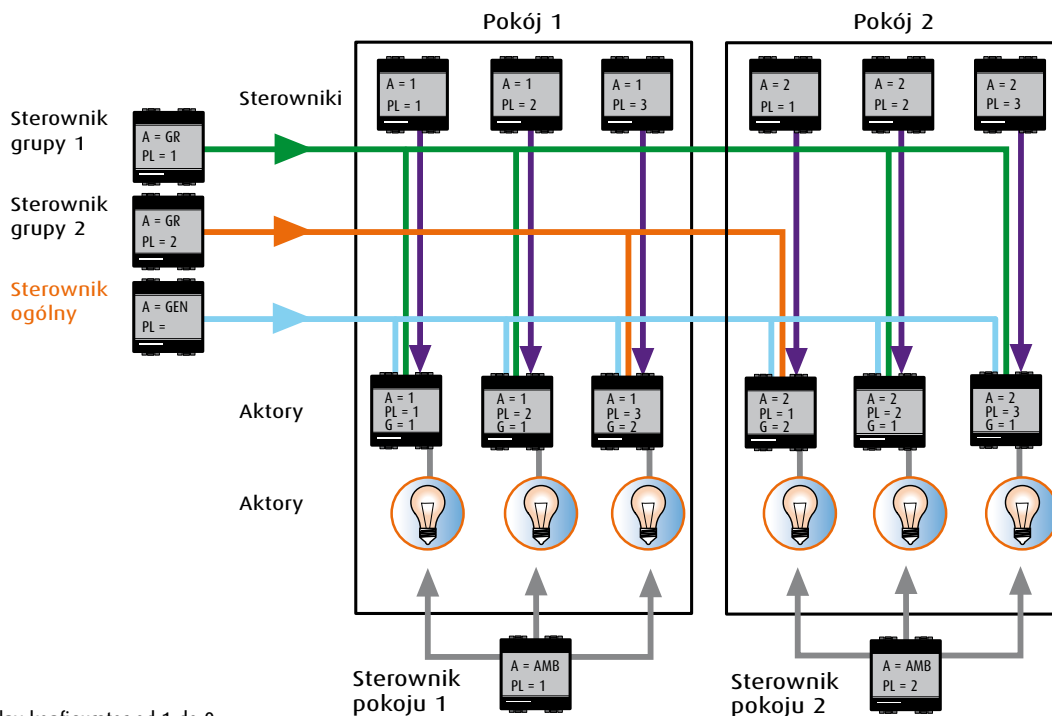 Pokój 1
Pokój 2
Sterowniki
A = 1
PL = 1
A = 1
PL = 2
A = 1
PL = 3
A = 2
PL = 1
A = 2
PL = 2
A = 2
PL = 3
Sterownik
grupy 1
A = GR
PL = 1
Sterownik
grupy 2
A = GR
PL = 2
Sterownik
ogólny
A = GEN
PL =
Aktory
A = 1
PL = 1
G = 1
A = 1
PL = 2
G = 1
A = 1
PL = 3
G = 2
A = 2
PL = 1
G = 2
A = 2
PL = 2
G = 1
A = 2
PL = 3
G = 1
Aktory
Sterownik
pokoju 1
A = AMB
PL = 1
Sterownik
pokoju 2
A = AMB
PL = 2